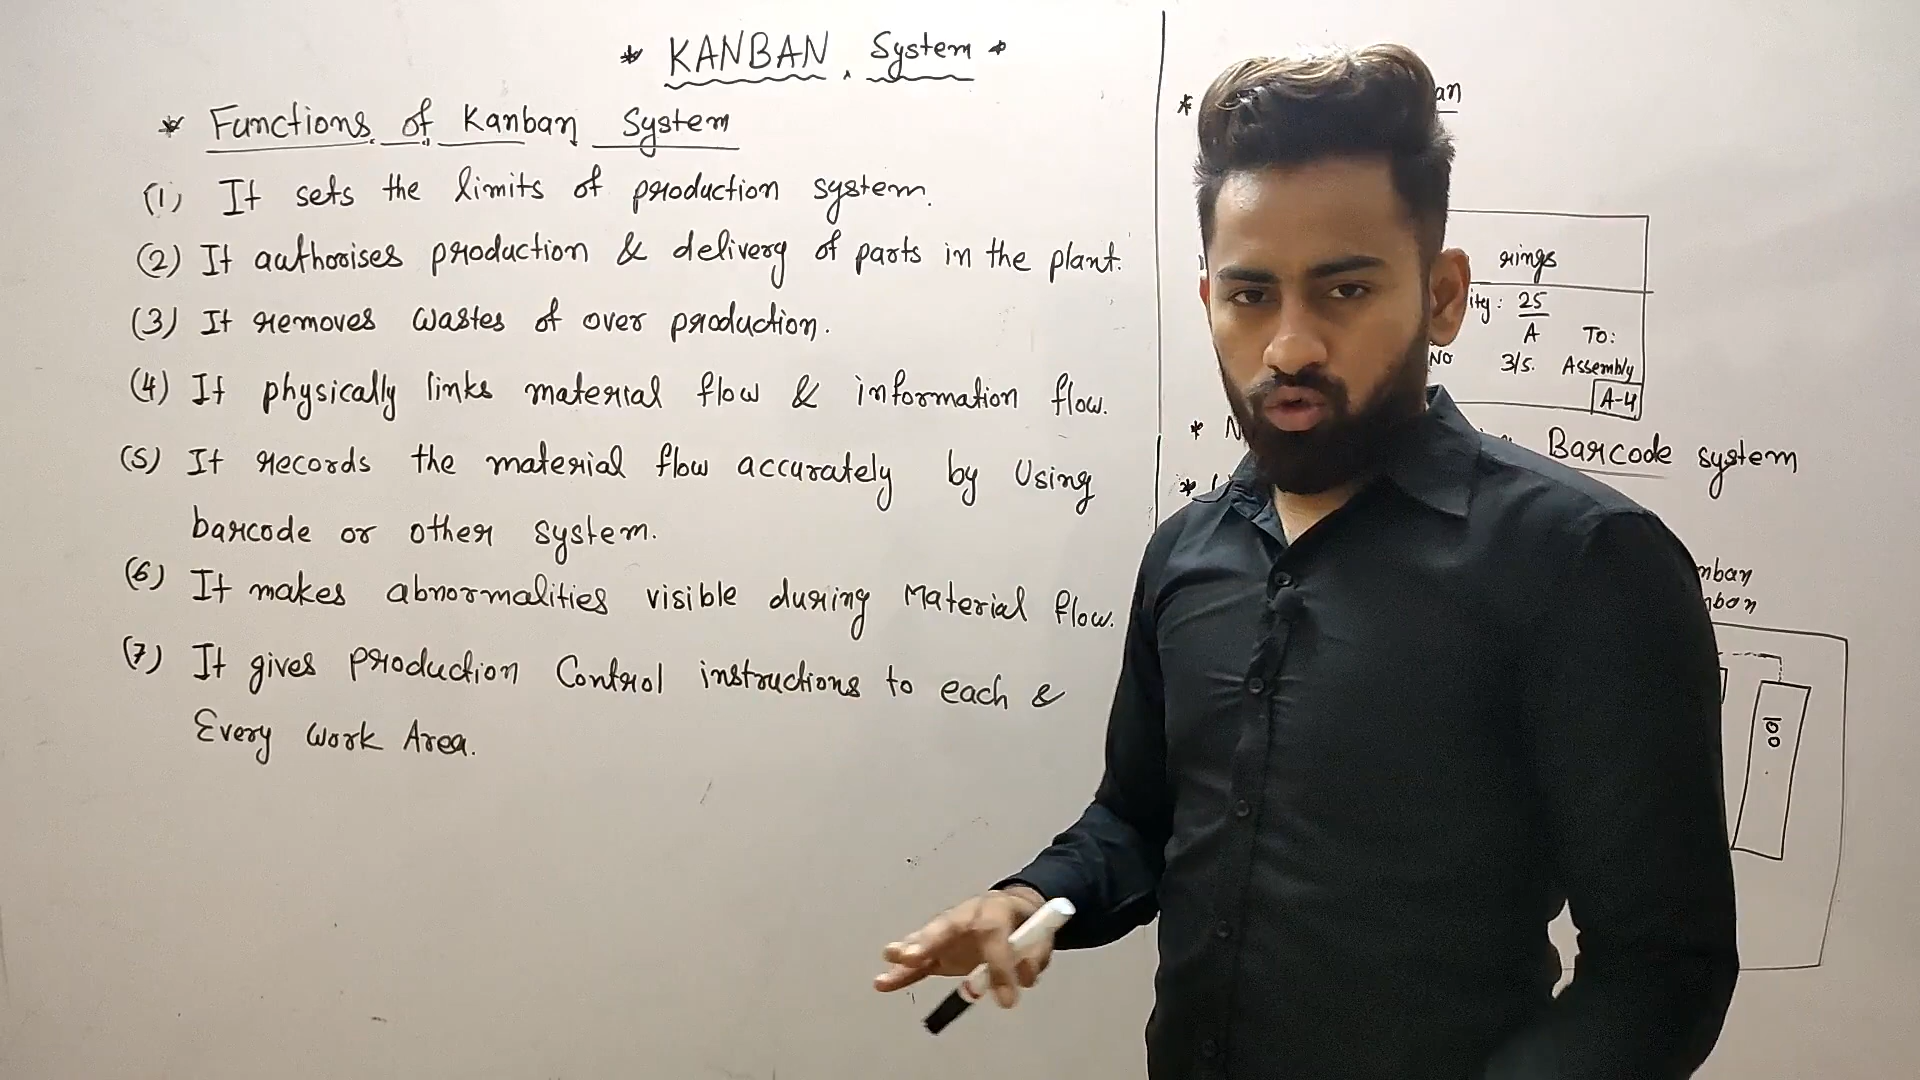 * KANBAN System *
* Functions of Kanban System
(1) It sets the limits of production system.
(2) It authorises production & delivery of parts in the plant.
(3) It removes wastes of over production.
(4) It physically links material flow & information flow.
(5) It records the material flow accurately by Using
barcode or other system.
(6) It makes abnormalities visible during Material flow.
(7) It gives production Control instructions to each &
Every Work Area.
*
rings
25
A To:
No 3/5. Assembly
A-4
* Barcode system
*